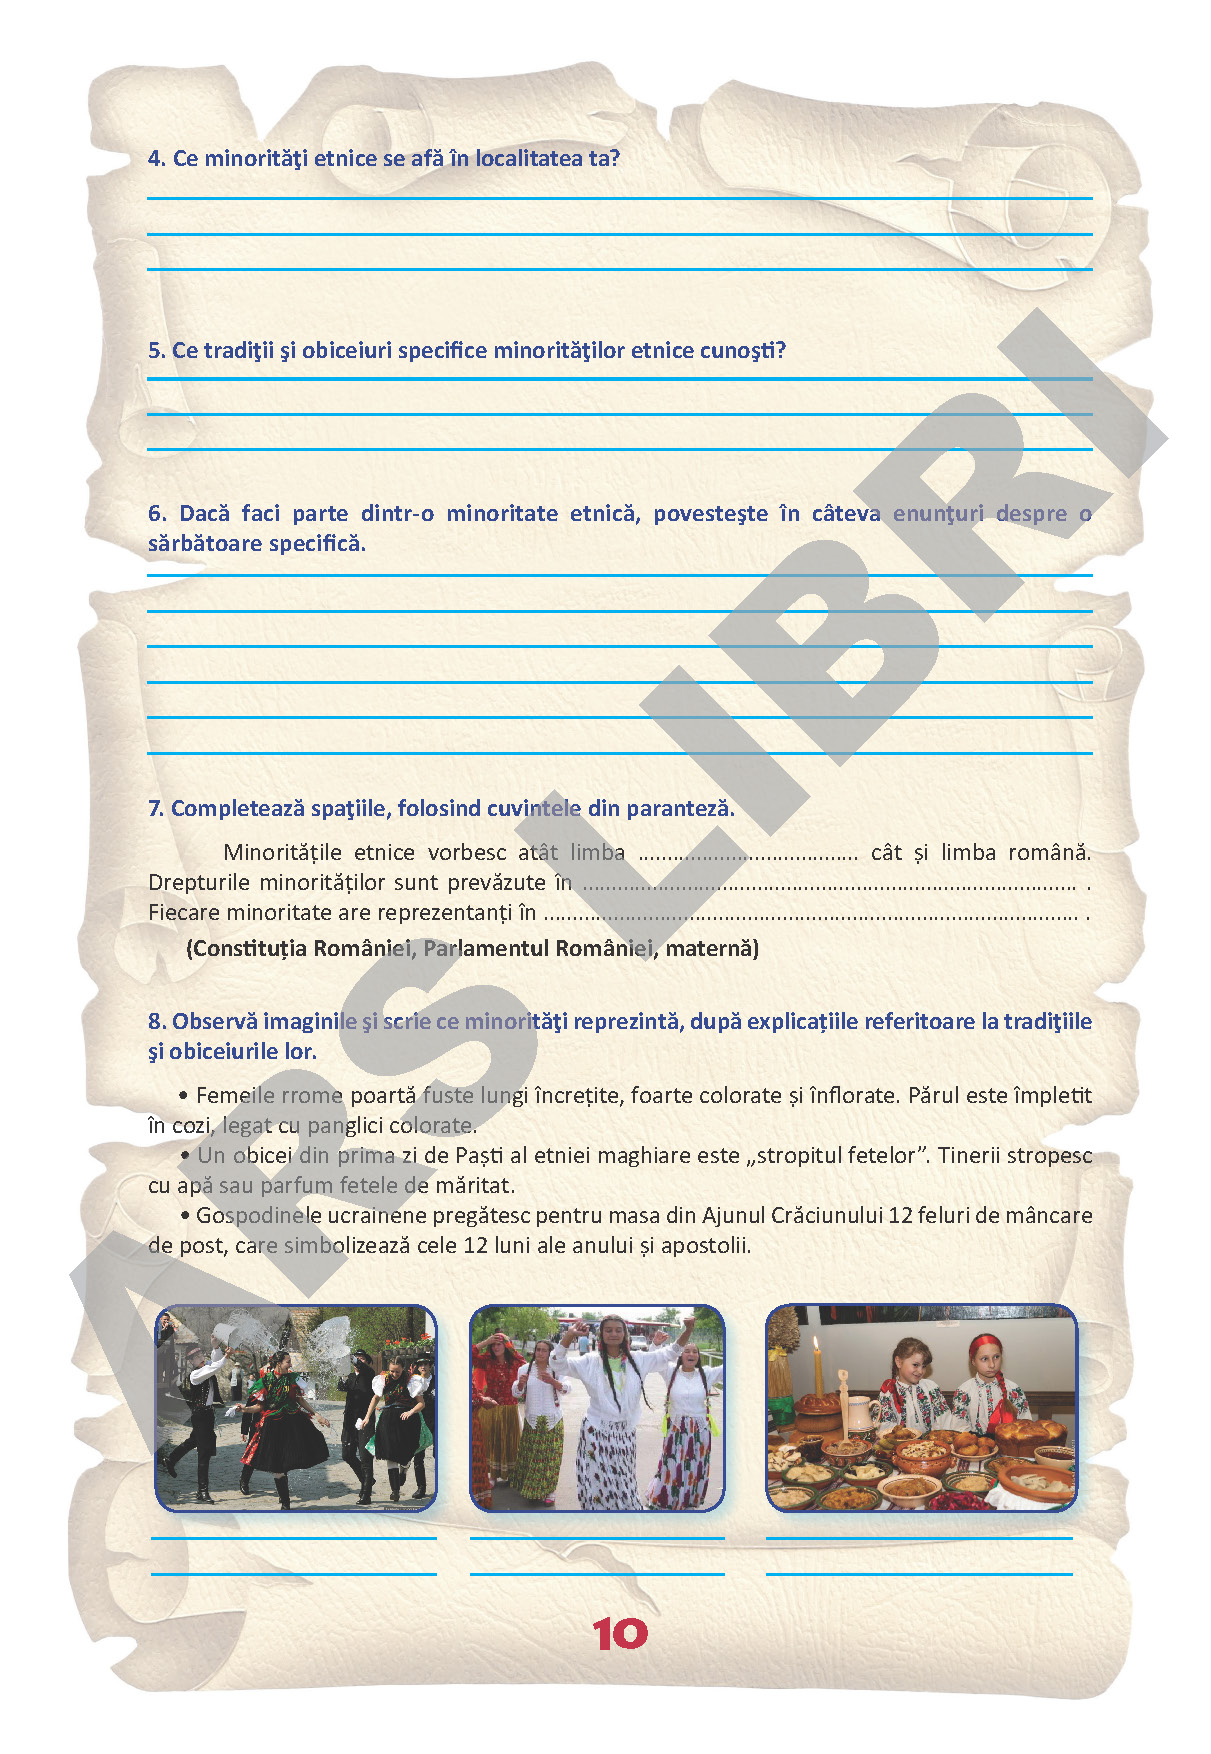 4. Ce minorităţi etnice se afă în localitatea ta?
5. Ce tradiţii şi obiceiuri specifice minorităţilor etnice cunoşti?
6. Dacă faci parte dintr-o minoritate etnică, povesteşte în câteva enunţuri despre o
sărbătoare specifică.
7. Completează spaţiile, folosind cuvintele din paranteză.
Minoritățile etnice vorbesc atât limba ...................................... cât și limba română.
Drepturile minorităților sunt prevăzute în ..................................................................................... .
Fiecare minoritate are reprezentanți în ............................................................................................ .
(Constituția României, Parlamentul României, maternă)
8. Observă imaginile şi scrie ce minorităţi reprezintă, după explicațiile referitoare la tradiţiile
şi obiceiurile lor.
• Femeile rrome poartă fuste lungi încrețite, foarte colorate și înflorate. Părul este împletit
în cozi, legat cu panglici colorate.
• Un obicei din prima zi de Paști al etniei maghiare este „stropitul fetelor”. Tinerii stropesc
cu apă sau parfum fetele de măritat.
• Gospodinele ucrainene pregătesc pentru masa din Ajunul Crăciunului 12 feluri de mâncare
de post, care simbolizează cele 12 luni ale anului și apostolii.
10
ARS LIBRI